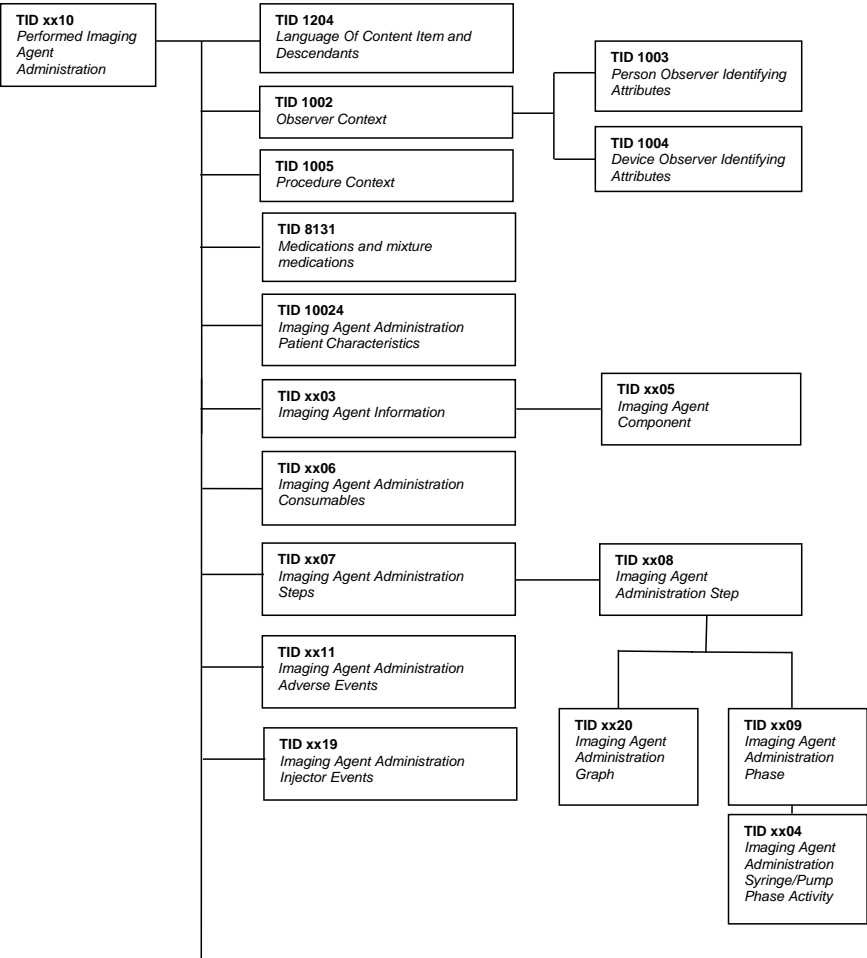 TID xx10
Performed Imaging
Agent
Administration
TID 1204
Language Of Content Item and
Descendants
TID 1002
Observer Context
TID 1003
Person Observer Identifying
Attributes
TID 1004
Device Observer Identifying
Attributes
TID 1005
Procedure Context
TID 8131
Medications and mixture
medications
TID 10024
Imaging Agent Administration
Patient Characteristics
TID xx03
Imaging Agent Information
TID xx05
Imaging Agent
Component
TID xx06
Imaging Agent Administration
Consumables
TID xx07
Imaging Agent Administration
Steps
TID xx08
Imaging Agent
Administration Step
TID xx11
Imaging Agent Administration
Adverse Events
TID xx20
Imaging Agent
Administration
Graph
TID xx09
Imaging Agent
Administration
Phase
TID xx19
Imaging Agent Administration
Injector Events
TID xx04
Imaging Agent
Administration
Syringe/Pump
Phase Activity